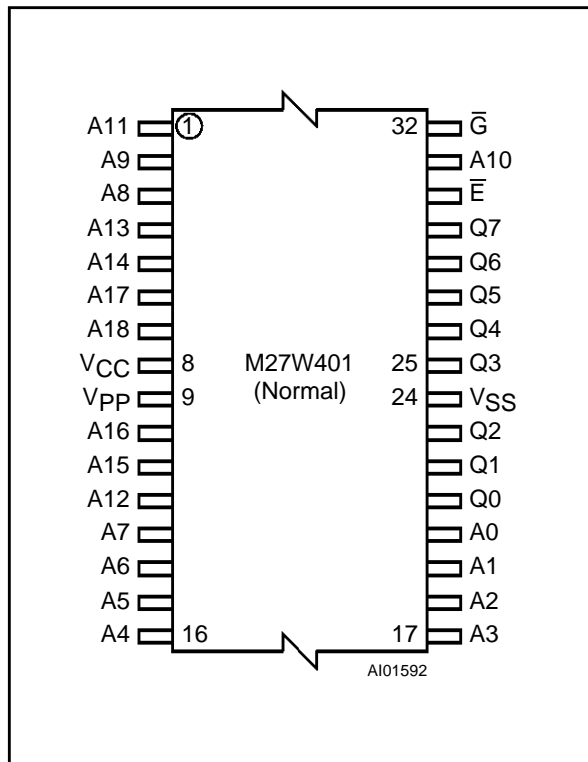 A11 1 32 G̅
A9 A10
A8 E̅
A13 Q7
A14 Q6
A17 Q5
A18 Q4
VCC 8 M27W401 25 Q3
VPP 9 (Normal) 24 VSS
A16 Q2
A15 Q1
A12 Q0
A7 A0
A6 A1
A5 A2
A4 16 17 A3
AI01592